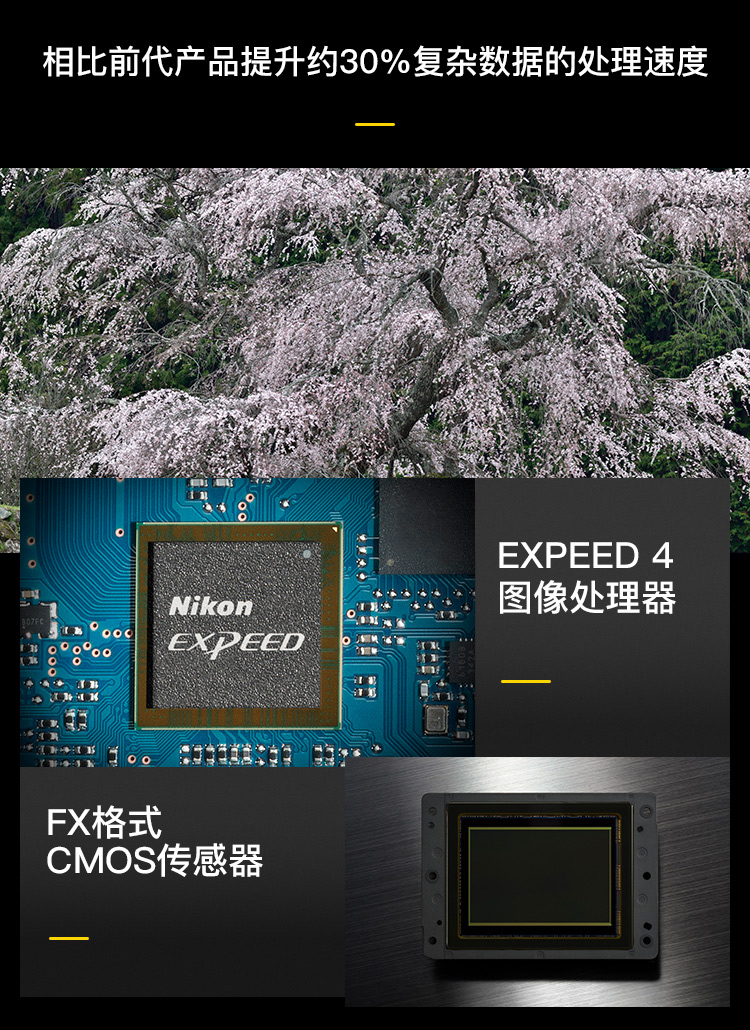 相比前代产品提升约30%复杂数据的处理速度
Nikon
EXPEED
EXPEED 4
图像处理器
FX格式
CMOS传感器